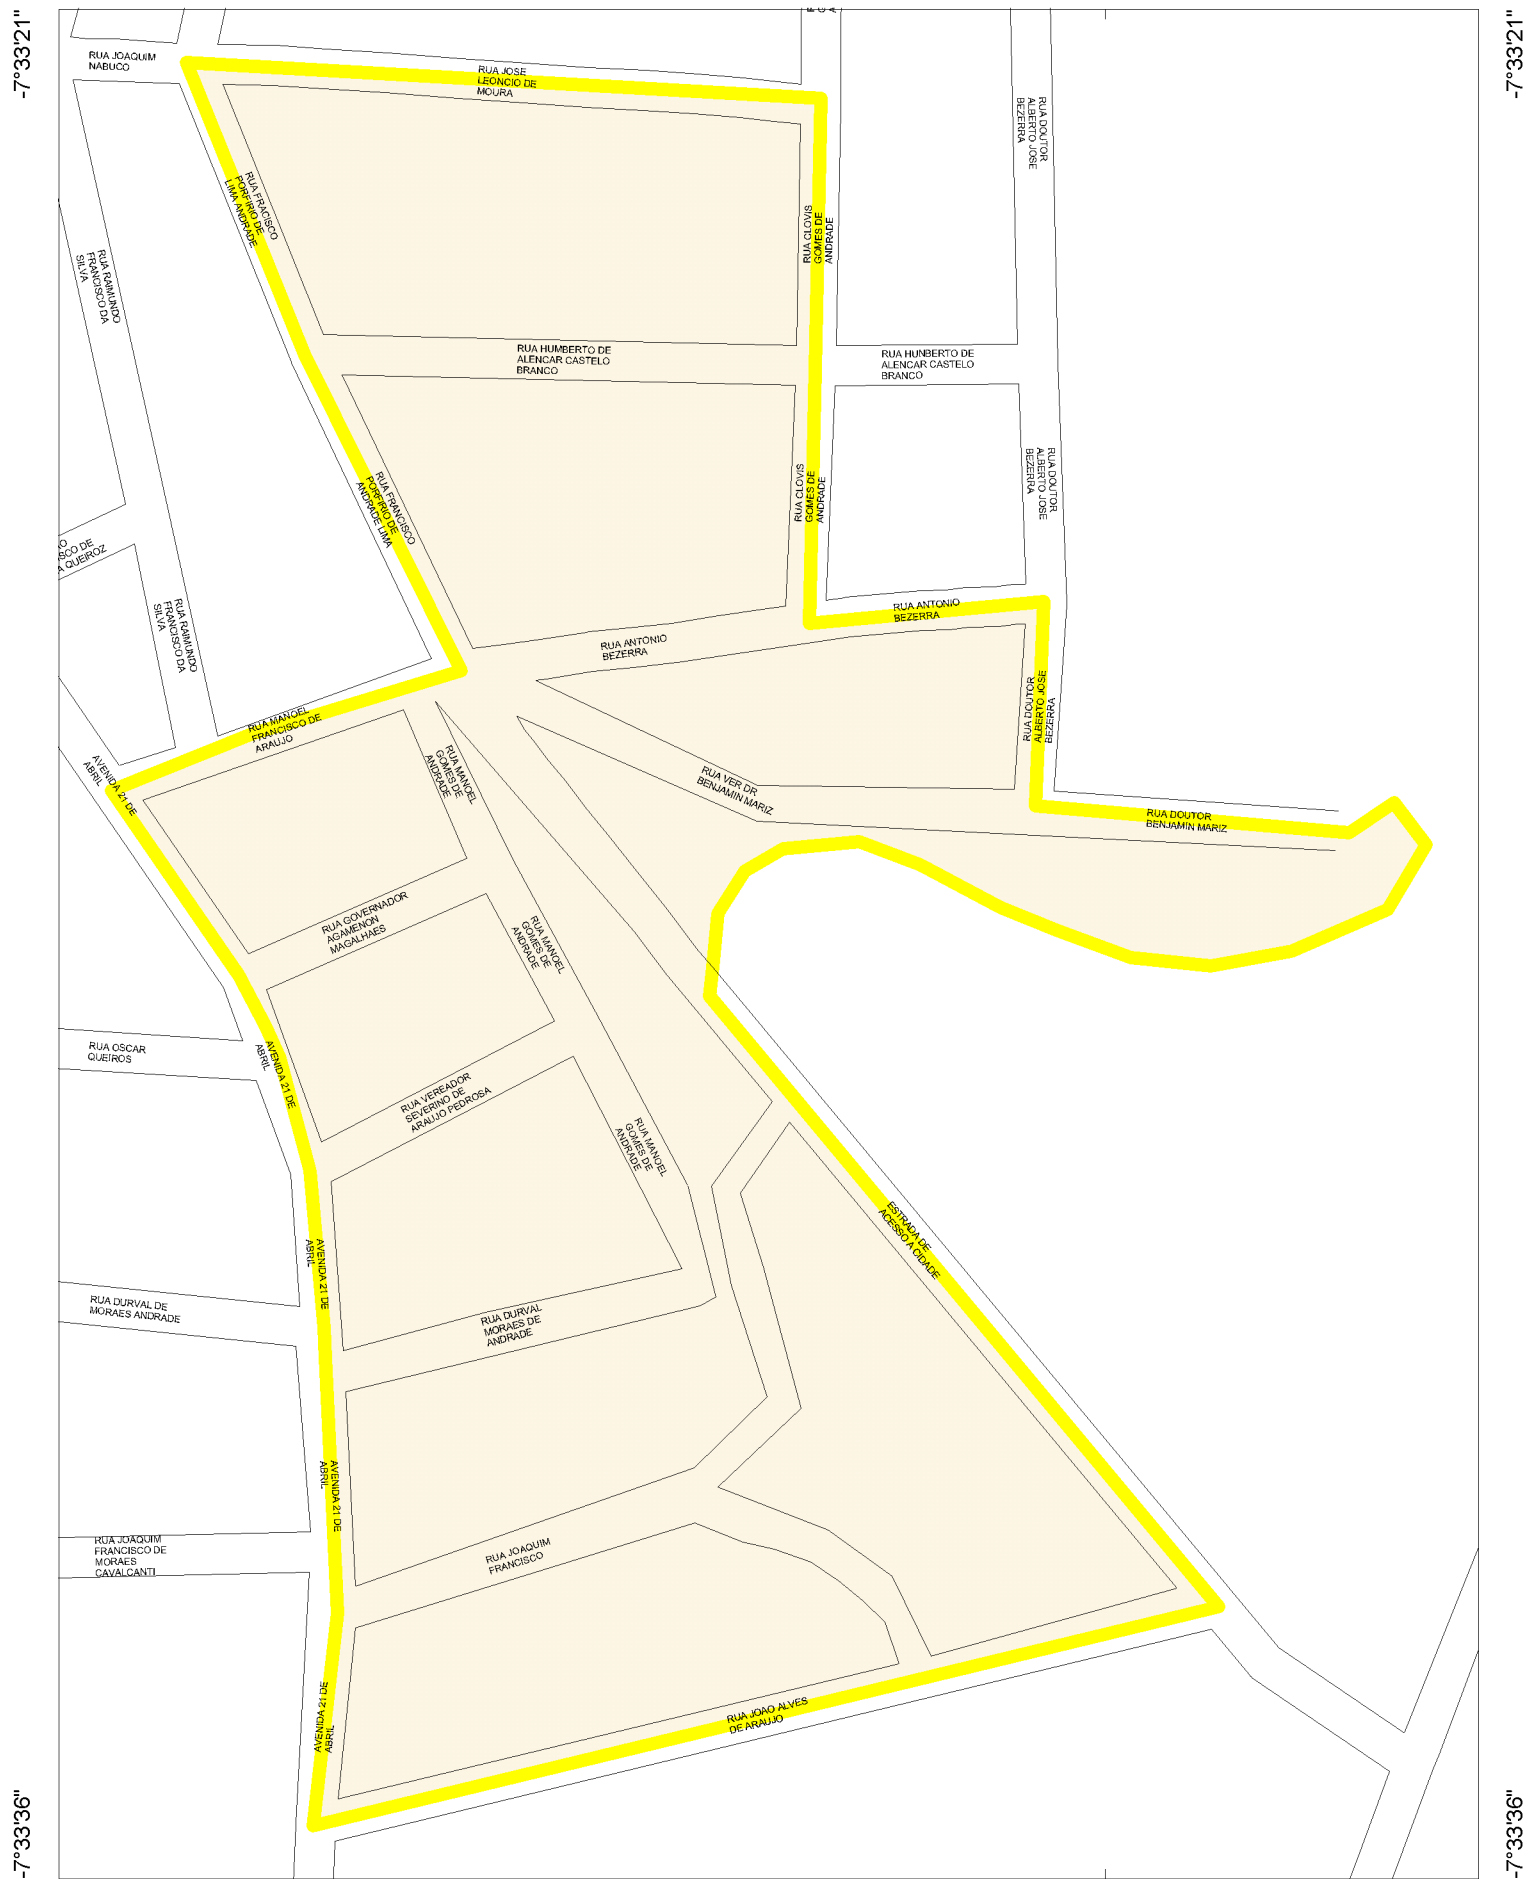 -7°33'21"
-7°33'21"
RUA JOAQUIM
NABUCO
RUA JOSE
LEONCIO DE
MOURA
RUA DOUTOR
ALBERTO JOSE
BEZERRA
RUA FRACISCO
PORFIRIO DE
LIMA ANDRADE
RUA CLOVIS
GOMES DE
ANDRADE
RUA RAIMUNDO
FRANCISCO DA
SILVA
RUA HUMBERTO DE
ALENCAR CASTELO
BRANCO
RUA HUNBERTO DE
ALENCAR CASTELO
BRANCO
RUA FRANCISCO
PORFIRIO DE
ANDRADE LIMA
RUA CLOVIS
GOMES DE
ANDRADE
RUA DOUTOR
ALBERTO JOSE
BEZERRA
SCO DE
A QUEIROZ
RUA RAIMUNDO
FRANCISCO DA
SILVA
RUA ANTONIO
BEZERRA
RUA ANTONIO
BEZERRA
RUA MANOEL
FRANCISCO DE
ARAUJO
RUA DOUTOR
ALBERTO JOSE
BEZERRA
AVENIDA 21 DE
ABRIL
RUA MANOEL
GOMES DE
ANDRADE
RUA VER DR
BENJAMIN MARIZ
RUA DOUTOR
BENJAMIN MARIZ
RUA GOVERNADOR
AGAMENON
MAGALHAES
RUA MANOEL
GOMES DE
ANDRADE
RUA OSCAR
QUEIROS
AVENIDA 21 DE
ABRIL
RUA VEREADOR
SEVERINO DE
ARAUJO PEDROSA
RUA MANOEL
GOMES DE
ANDRADE
ESTRADA DE
ACESSO A CIDADE
AVENIDA 21 DE
ABRIL
RUA DURVAL DE
MORAES ANDRADE
RUA DURVAL
MORAES DE
ANDRADE
AVENIDA 21 DE
ABRIL
RUA JOAQUIM
FRANCISCO DE
MORAES
CAVALCANTI
RUA JOAQUIM
FRANCISCO
AVENIDA 21 DE
ABRIL
RUA JOAO ALVES
DE ARAUJO
-7°33'36"
-7°33'36"